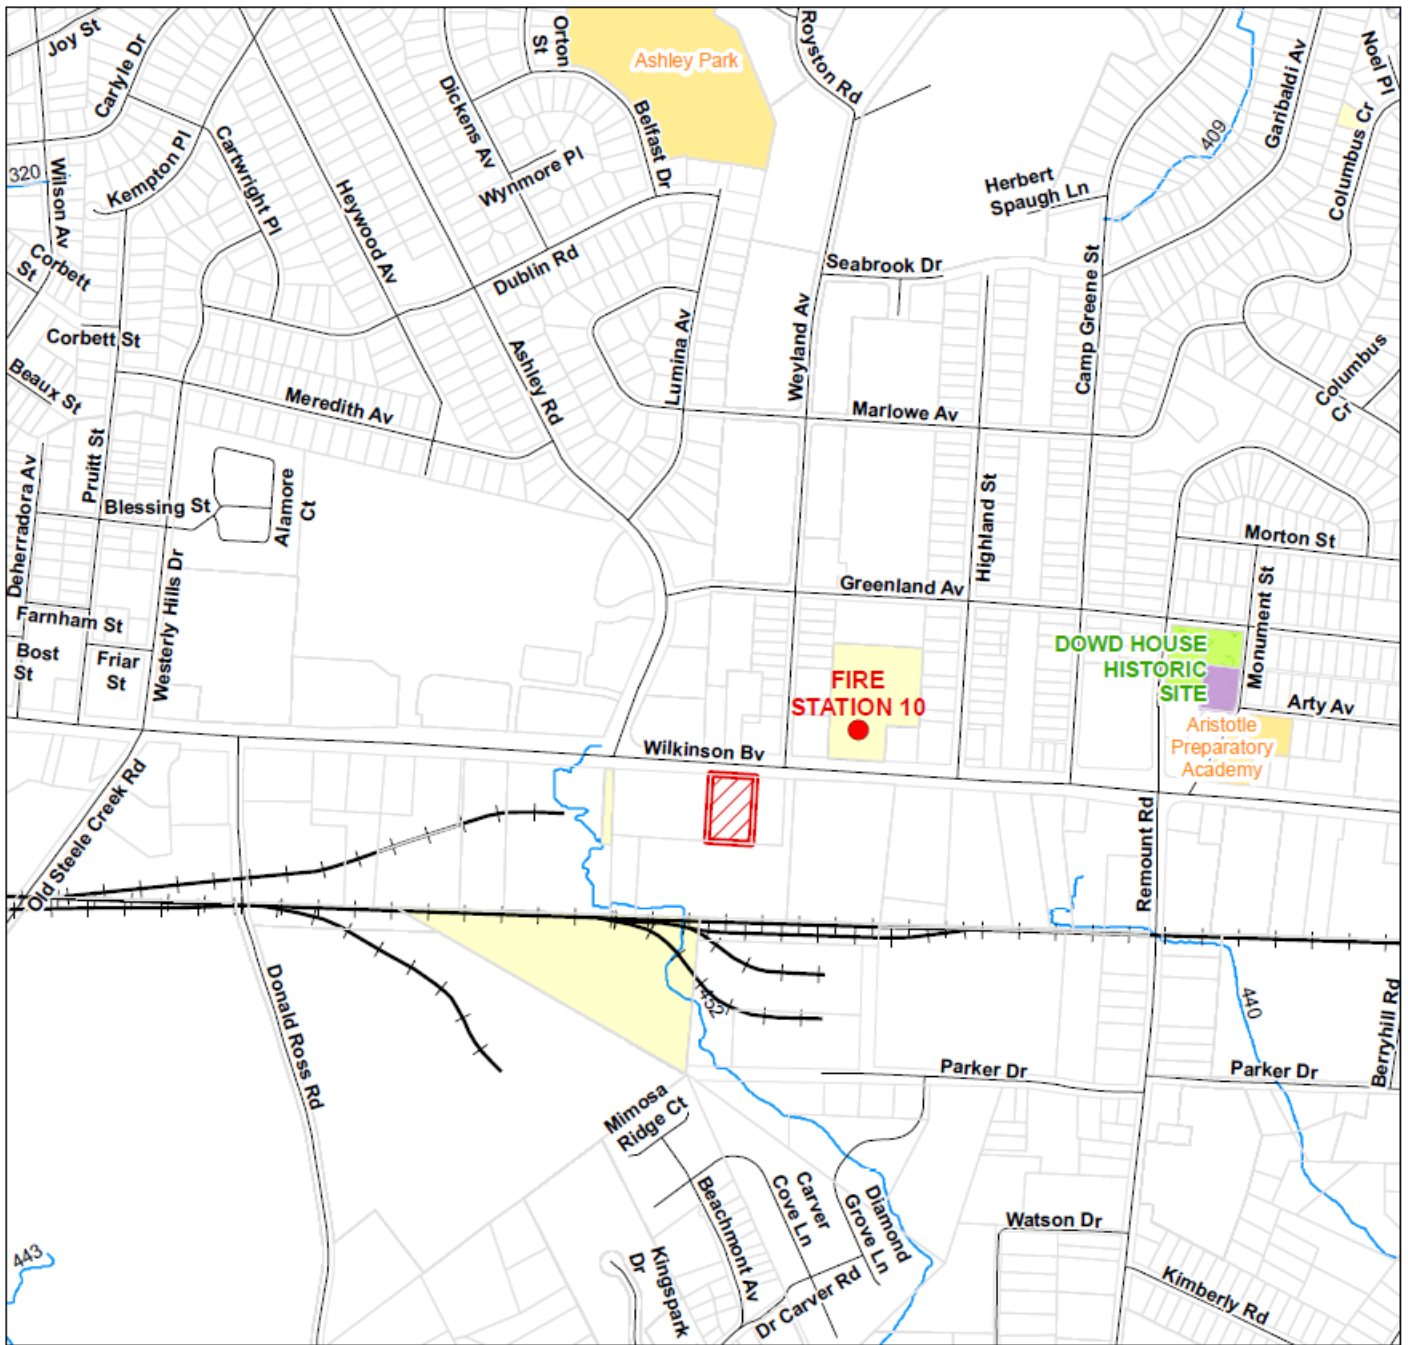 Joy St
Carlyle Dr
Orton
St
Ashley Park
Royston Rd
Noel Pl
Garibaldi Av
Columbus Cr
409
Dickens Av
Belfast Dr
Wynmore Pl
Kempton Pl
Cartwright Pl
320
Wilson Av
Heywood Av
Herbert
Spaugh Ln
Corbett
St
Dublin Rd
Seabrook Dr
Camp Greene St
Corbett St
Beaux St
Ashley Rd
Lumina Av
Weyland Av
Columbus
Cr
Meredith Av
Marlowe Av
Pruitt St
Deherradora Av
Blessing St
Alamore
Ct
Highland St
Morton St
Westerly Hills Dr
Greenland Av
Monument St
Farnham St
Bost
St
Friar
St
DOWD HOUSE
HISTORIC
SITE
FIRE
STATION 10
Arty Av
Aristotle
Preparatory
Academy
Wilkinson Bv
Old Steele Creek Rd
Remount Rd
Donald Ross Rd
452
440
Berryhill Rd
Parker Dr
Parker Dr
Mimosa
Ridge Ct
Beachmont Av
Carver
Cove Ln
Diamond
Grove Ln
Watson Dr
443
Kingspark
Dr
Dr Carver Rd
Kimberly Rd